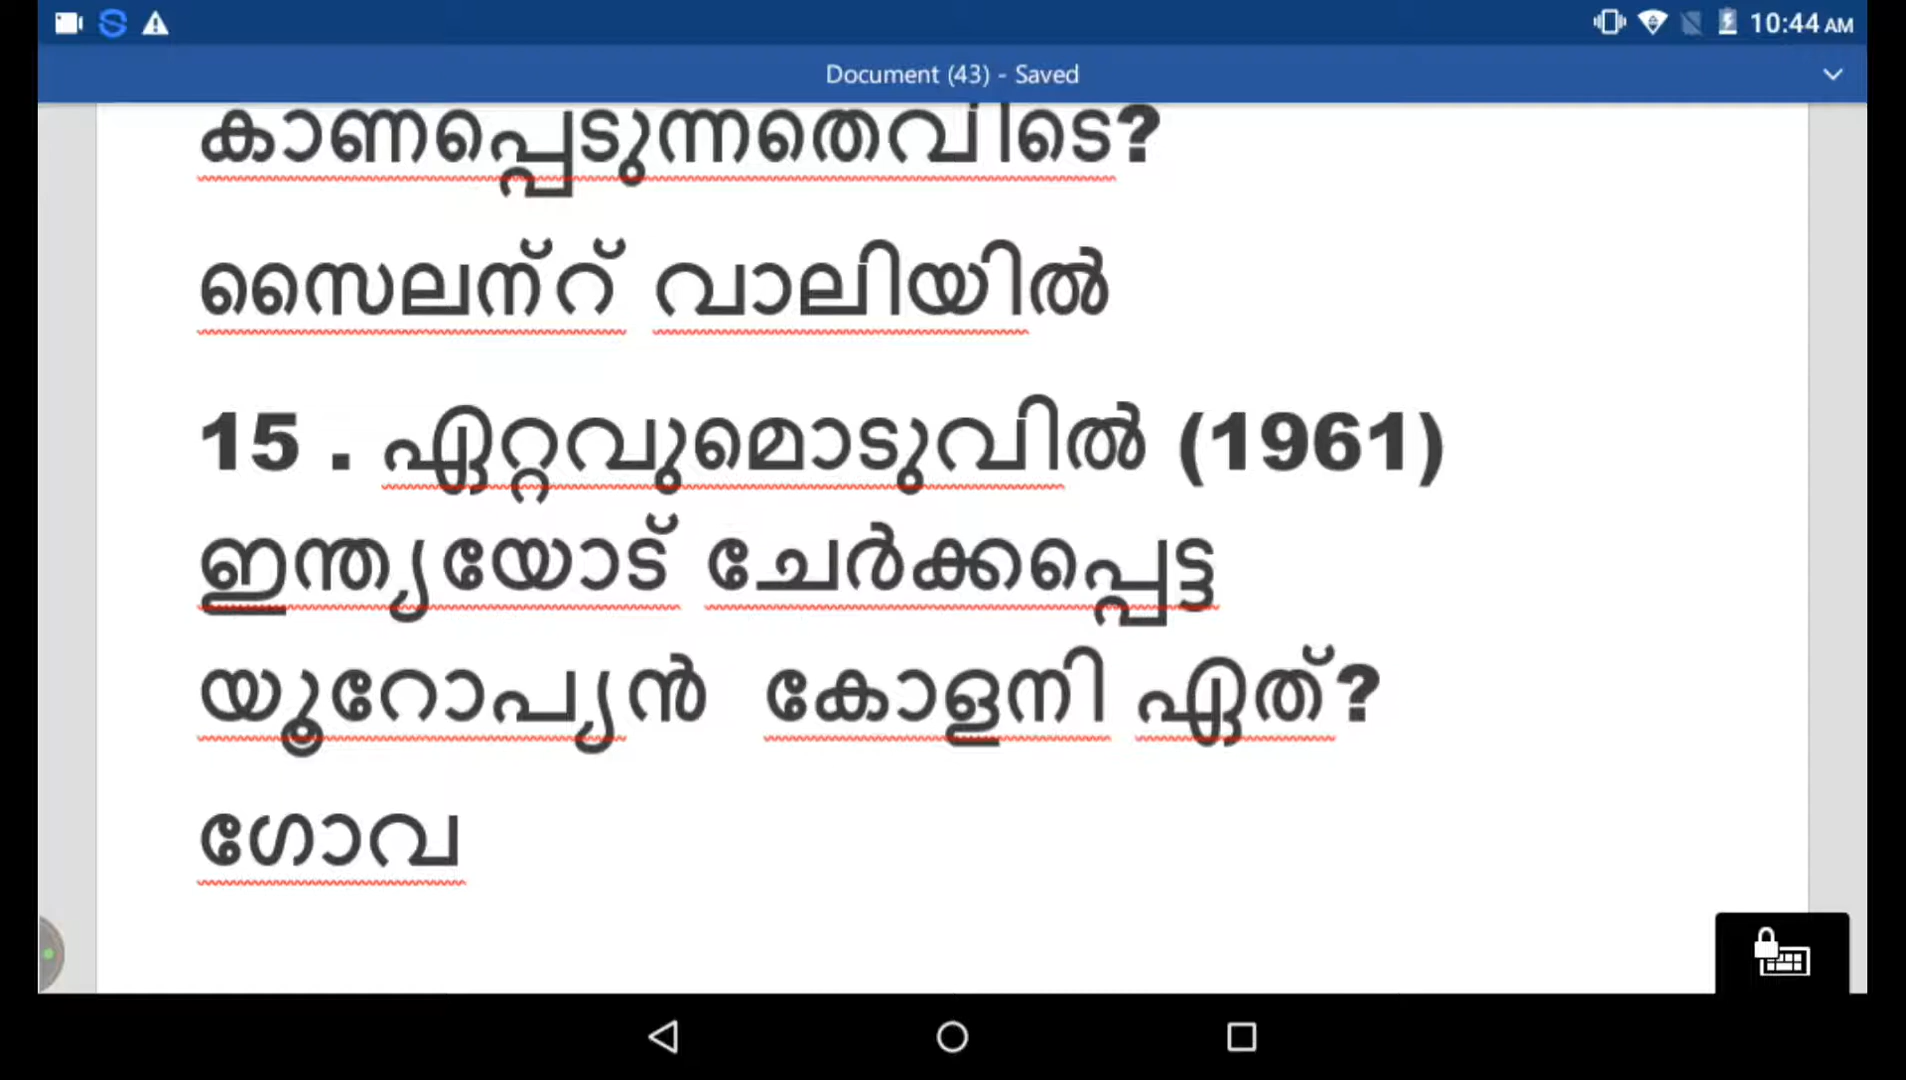 10:44 AM
Document (43) - Saved
കാണപ്പെടുന്നതെവിടെ?
സൈലന്റ് വാലിയിൽ
15 . ഏറ്റവുമൊടുവിൽ (1961)
ഇന്ത്യയോട് ചേർക്കപ്പെട്ട
യൂറോപ്യൻ കോളനി ഏത്?
ഗോവ